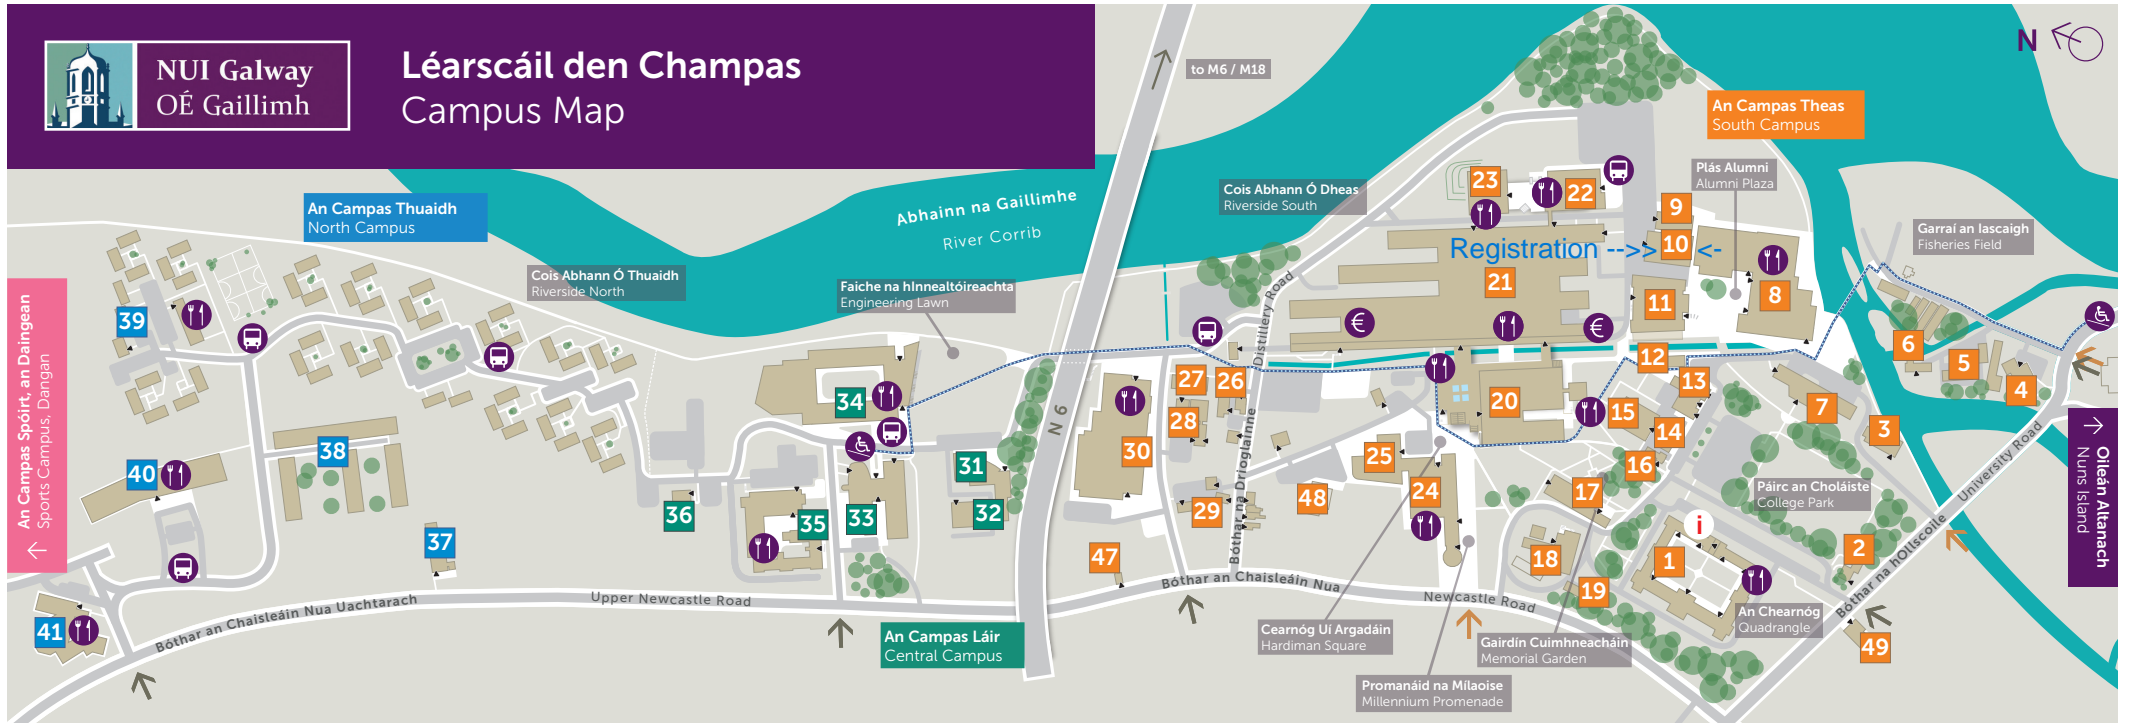 NUI Galway
OÉ Gaillimh
Léarscáil den Champas
Campus Map
to M6 / M18
N
An Campas Theas
South Campus
Plás Alumni
Alumni Plaza
Cois Abhann Ó Dheas
Riverside South
Abhainn na Gaillimhe
River Corrib
An Campas Thuaidh
North Campus
Cois Abhann Ó Thuaidh
Riverside North
Faiche na hInnealtóireachta
Engineering Lawn
Garraí an Iascaigh
Fisheries Field
An Campas Spóirt, an Daingean
Sports Campus, Dangan
Registration -->> 10 <-
23
22
9
21
11
8
€
€
39
12
6
5
4
13
27
26
34
20
15
7
28
14
3
38
30
25
16
40
31
24
17
48
36
35
33
32
29
37
47
18
1
i
2
19
41
49
N6
Distillery Road
Bóthar na Drioglainne
Páirc an Choláiste
College Park
University Road
Bóthar na hOllscoile
Oileán Altanach
Nuns Island
Bóthar an Chaisleáin Nua Uachtarach
Upper Newcastle Road
Bóthar an Chaisleáin Nua
Newcastle Road
An Chearnóg
Quadrangle
An Campas Láir
Central Campus
Cearnóg Uí Argadáin
Hardiman Square
Gairdín Cuimhneacháin
Memorial Garden
Promanáid na Mílaoise
Millennium Promenade